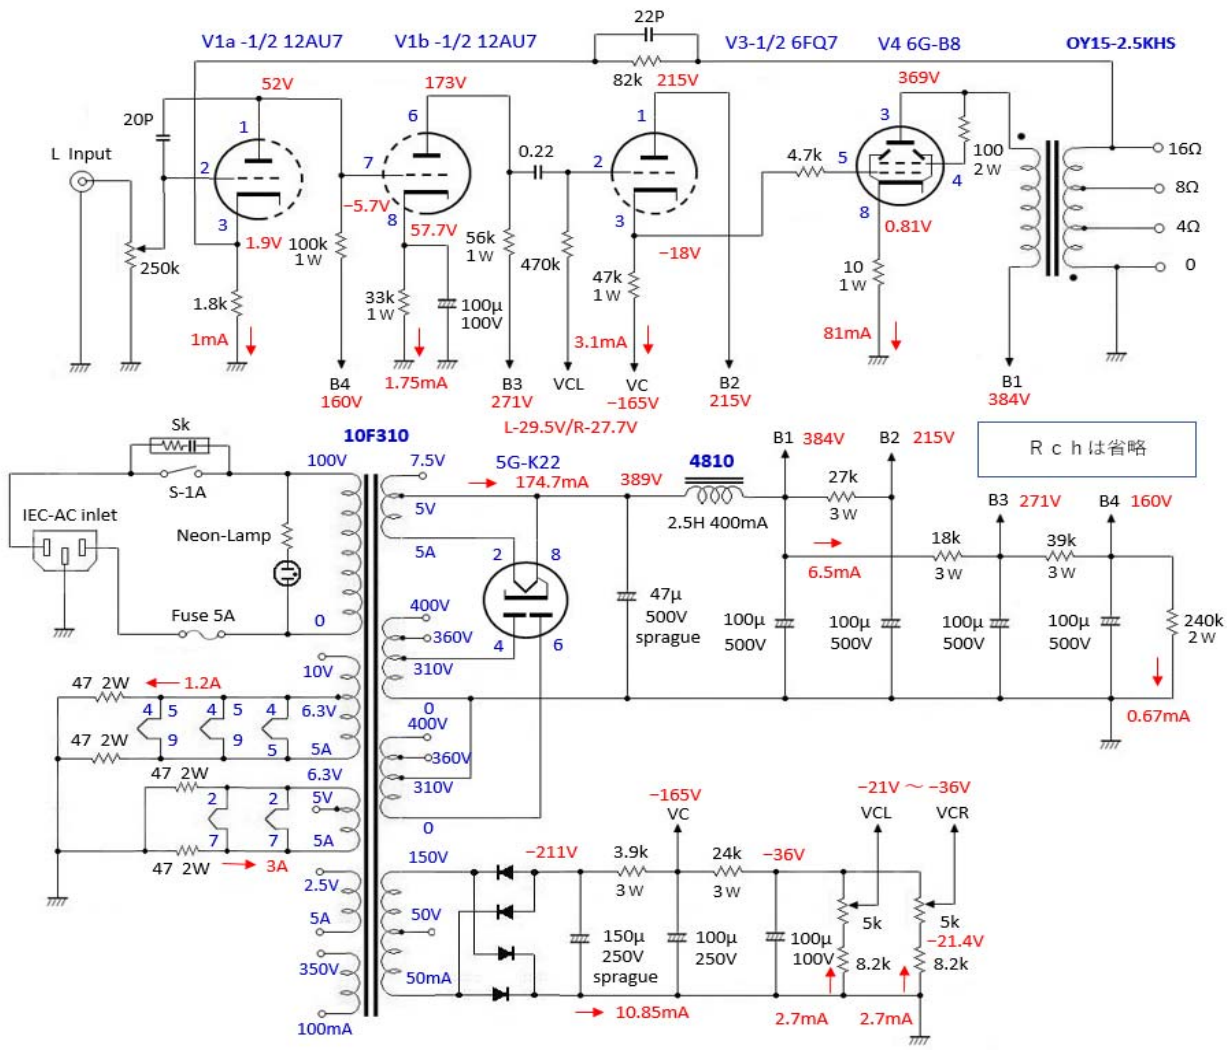 22P
V1a -1/2 12AU7
V1b -1/2 12AU7
V3-1/2 6FQ7
V4 6G-B8
OY15-2.5KHS
82k
52V
173V
215V
369V
20P
1
6
1
3
L Input
2
7
0.22
2
4.7k
5
100
2W
4
16Ω
8Ω
4Ω
0
3
−5.7V
8
3
8
1.9V
57.7V
−18V
0.81V
250k
100k
1W
56k
1W
470k
47k
1W
10
1W
1.8k
33k
1W
100µ
100V
1mA
1.75mA
3.1mA
81mA
B4
160V
B3
271V
VCL
VC
−165V
B2
215V
B1
384V
L-29.5V/R-27.7V
Sk
10F310
S-1A
100V
7.5V
5G-K22
174.7mA
389V
4810
B1
384V
B2
215V
Rchは省略
IEC-AC inlet
Neon-Lamp
5V
2.5H 400mA
27k
3W
B3
271V
B4
160V
5A
2
8
6.5mA
18k
3W
39k
3W
Fuse 5A
0
400V
360V
310V
0
4
6
47µ
500V
sprague
100µ
500V
100µ
500V
100µ
500V
100µ
500V
240k
2W
0.67mA
10V
47 2W
1.2A
4
5
4
5
4
6.3V
9
9
5
5A
47 2W
400V
360V
310V
0
6.3V
47 2W
2
2
5V
7
7
5A
47 2W
3A
2.5V
5A
350V
100mA
150V
50V
50mA
−211V
3.9k
3W
−165V
VC
24k
3W
−36V
−21V ～ −36V
VCL
VCR
5k
5k
−21.4V
150µ
250V
sprague
100µ
250V
100µ
100V
8.2k
8.2k
10.85mA
2.7mA
2.7mA